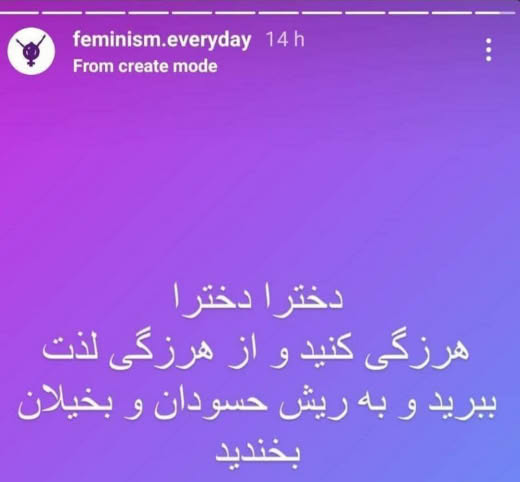 feminism.everyday 14 h
From create mode
دخترا دخترا
هرزگی کنید و از هرزگی لذت
ببرید و به ریش حسودان و بخیلان
بخندید